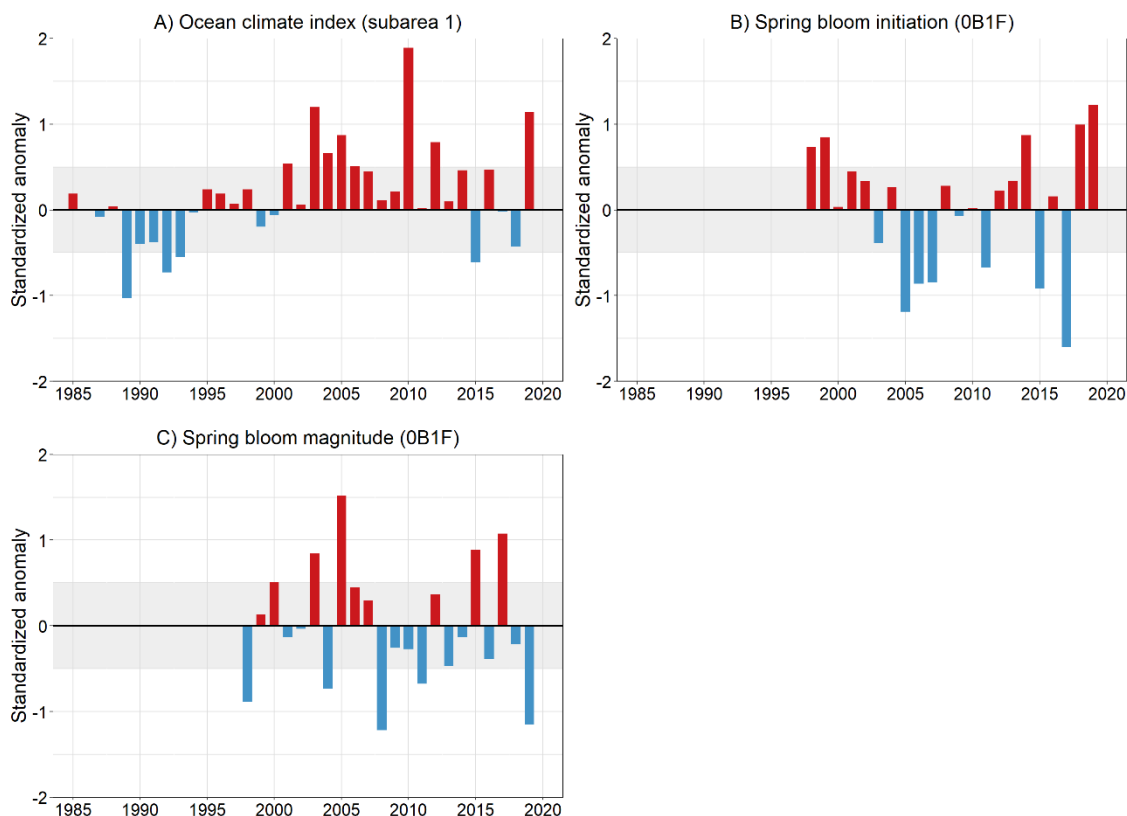 A) Ocean climate index (subarea 1)
Standardized anomaly
2
1
0
-1
-2
1985 1990 1995 2000 2005 2010 2015 2020
B) Spring bloom initiation (0B1F)
Standardized anomaly
2
1
0
-1
-2
1985 1990 1995 2000 2005 2010 2015 2020
C) Spring bloom magnitude (0B1F)
Standardized anomaly
2
1
0
-1
-2
1985 1990 1995 2000 2005 2010 2015 2020